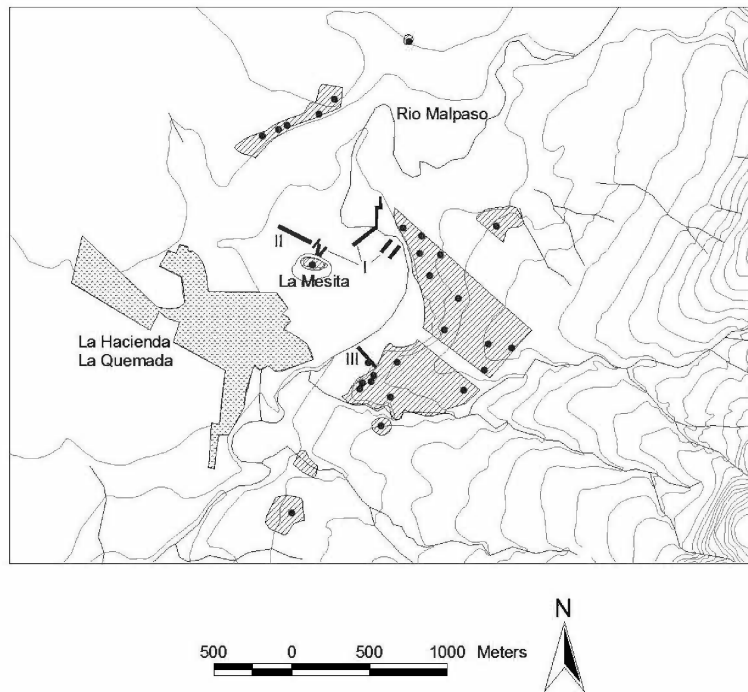 Rio Malpaso
II
I
La Mesita
La Hacienda
La Quemada
III
N
500 0 500 1000 Meters